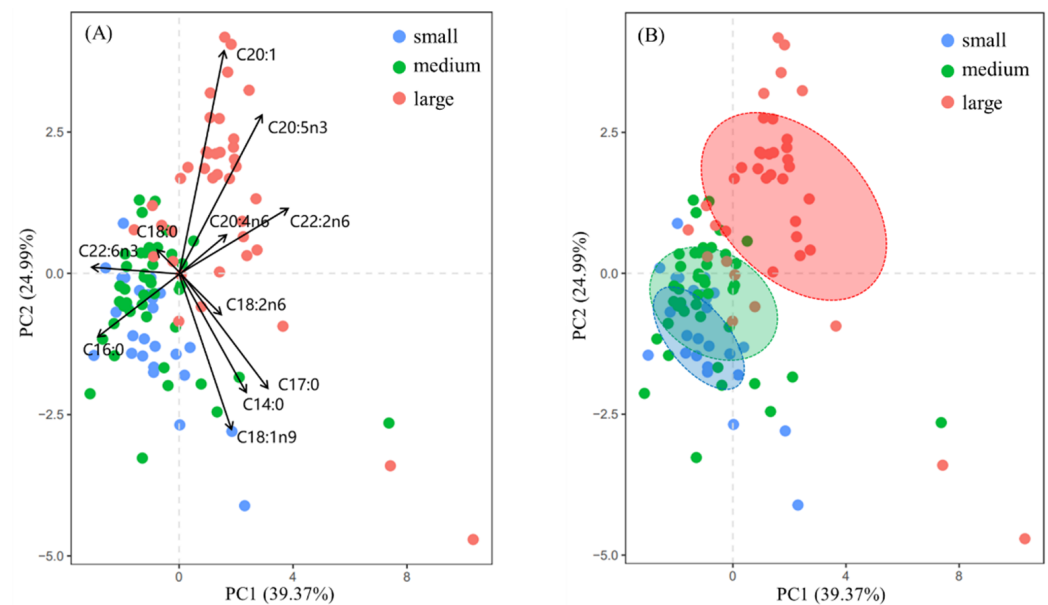 (A)
small
medium
large
C20:1
C20:5n3
C20:4n6
C22:2n6
C18:0
C22:6n3
C18:2n6
C16:0
C17:0
C14:0
C18:1n9
2.5
0.0
−2.5
−5.0
PC2 (24.99%)
0
4
8
PC1 (39.37%)
(B)
small
medium
large
2.5
0.0
−2.5
−5.0
PC2 (24.99%)
0
4
8
PC1 (39.37%)